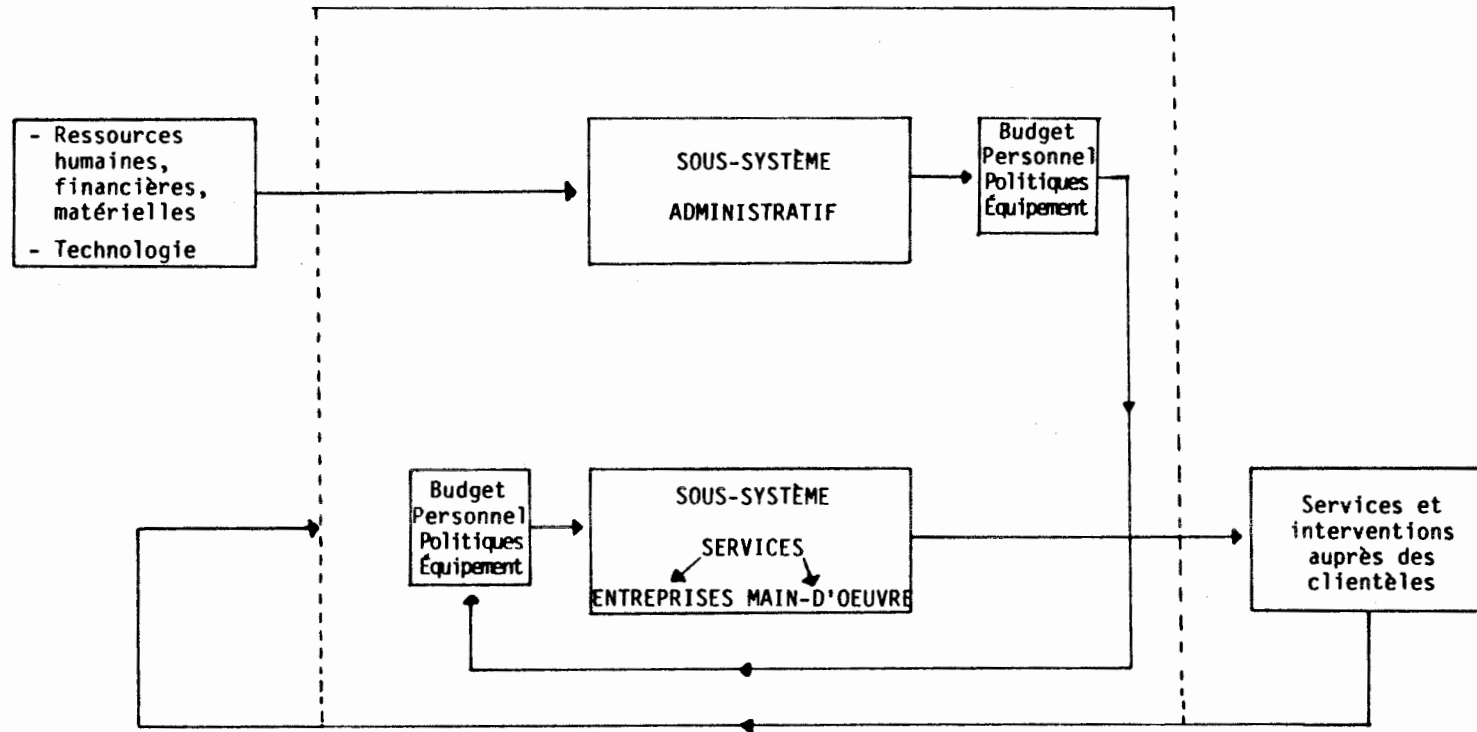 - Ressources
humaines,
financières,
matérielles
- Technologie
SOUS-SYSTÈME
ADMINISTRATIF
Budget
Personnel
Politiques
Équipement
Budget
Personnel
Politiques
Équipement
SOUS-SYSTÈME
SERVICES
ENTREPRISES MAIN-D'OEUVRE
Services et
interventions
auprès des
clientèles